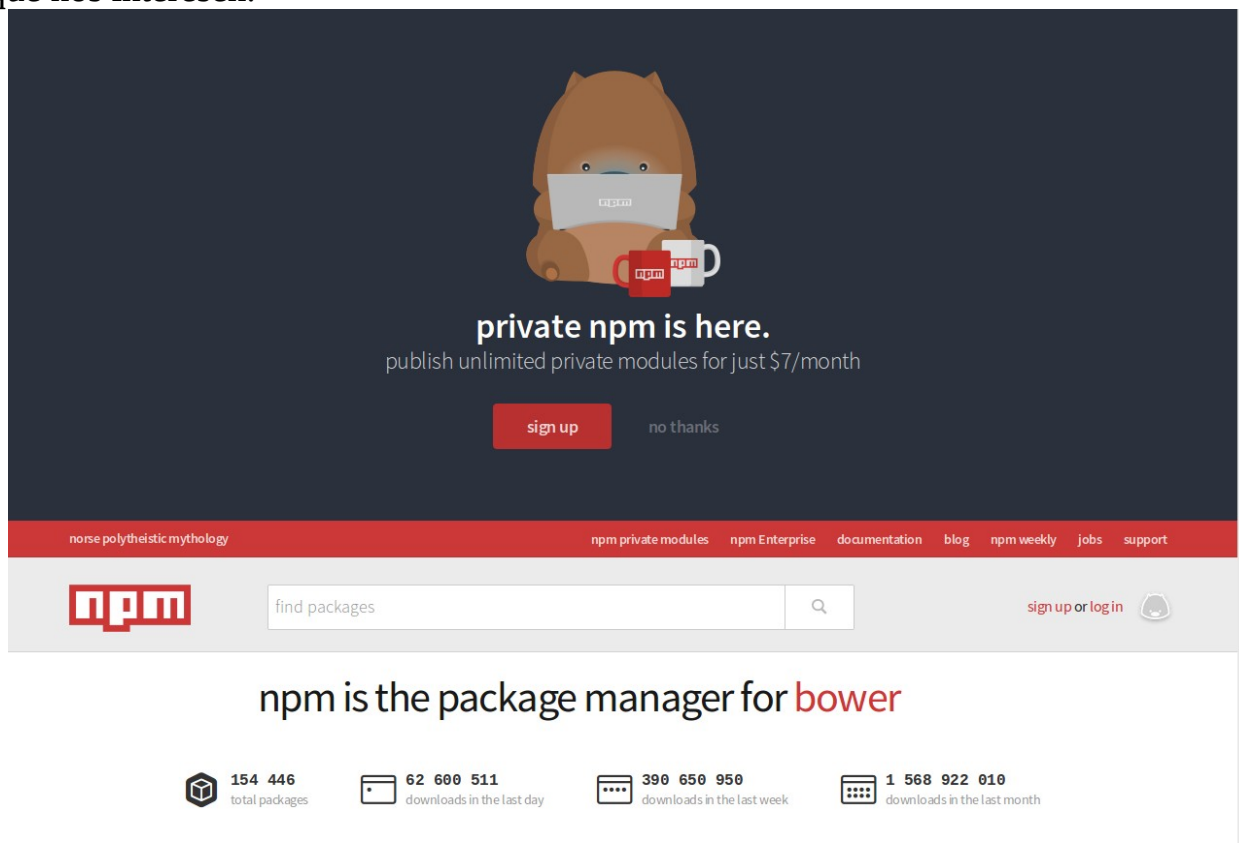 que nos interesen.
npm
npm
npm
private npm is here.
publish unlimited private modules for just $7/month
sign up
no thanks
norse polytheistic mythology
npm private modules npm Enterprise documentation blog npm weekly jobs support
npm
find packages
sign up or log in
npm is the package manager for bower
154 446 62 600 511 390 650 950 1 568 922 010
total packages downloads in the last day downloads in the last week downloads in the last month